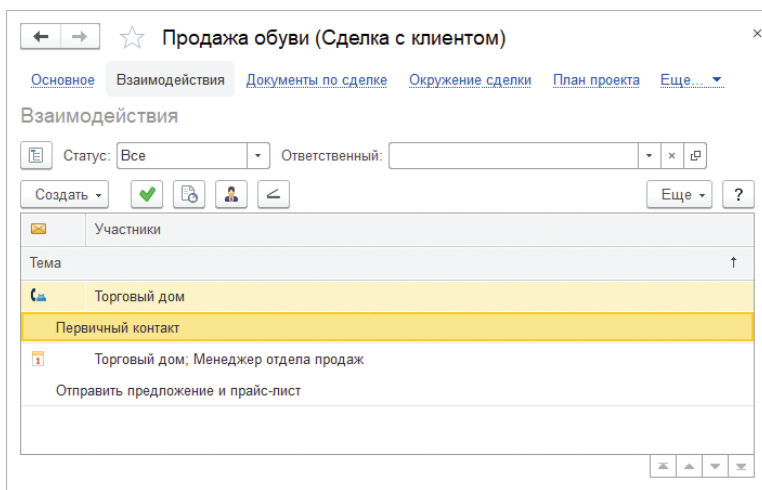 Продажа обуви (Сделка с клиентом)
Основное Взаимодействия Документы по сделке Окружение сделки План проекта Еще...
Взаимодействия
Статус: Все Ответственный:
Создать Еще ?
Участники
Тема
Торговый дом
Первичный контакт
1 Торговый дом; Менеджер отдела продаж
Отправить предложение и прайс-лист